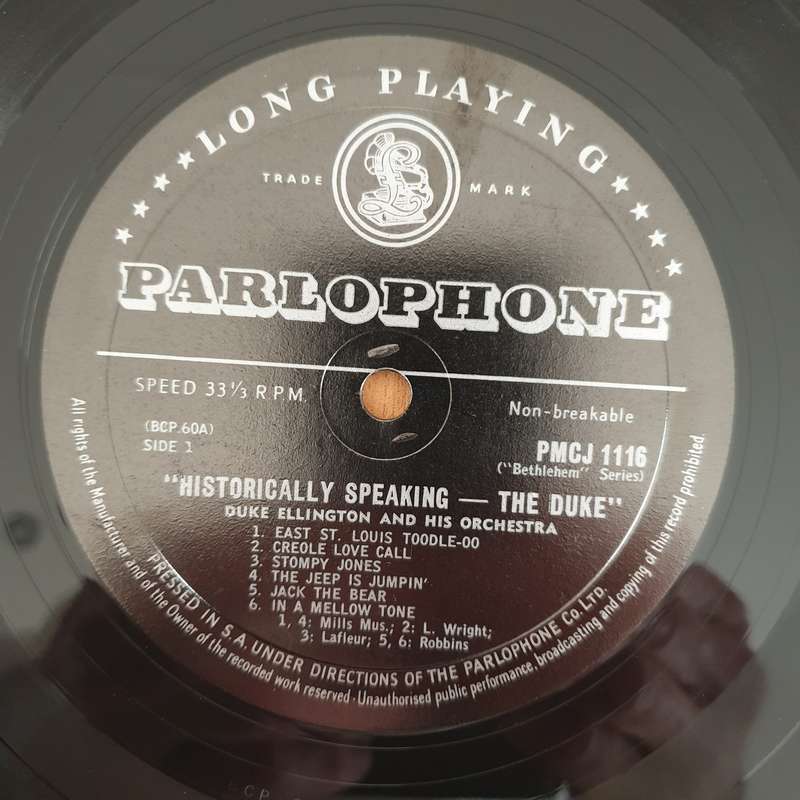 ★★★★ LONG PLAYING ★★★★
TRADE MARK
£
PARLOPHONE
SPEED 33⅓ R P M
Non-breakable
(BCP.60A)
SIDE 1
PMCJ 1116
("Bethlehem" Series)
"HISTORICALLY SPEAKING — THE DUKE"
DUKE ELLINGTON AND HIS ORCHESTRA
1. EAST ST. LOUIS TOODLE-OO
2. CREOLE LOVE CALL
3. STOMPY JONES
4. THE JEEP IS JUMPIN'
5. JACK THE BEAR
6. IN A MELLOW TONE
1, 4: Mills Mus,; 2: L. Wright;
3: Lafleur; 5, 6: Robbins
PRESSED IN S.A. UNDER DIRECTIONS OF THE PARLOPHONE Co. LTD.
All rights of the Manufacturer and of the Owner of the recorded work reserved · Unauthorised public performance, broadcasting and copying of this record prohibited.